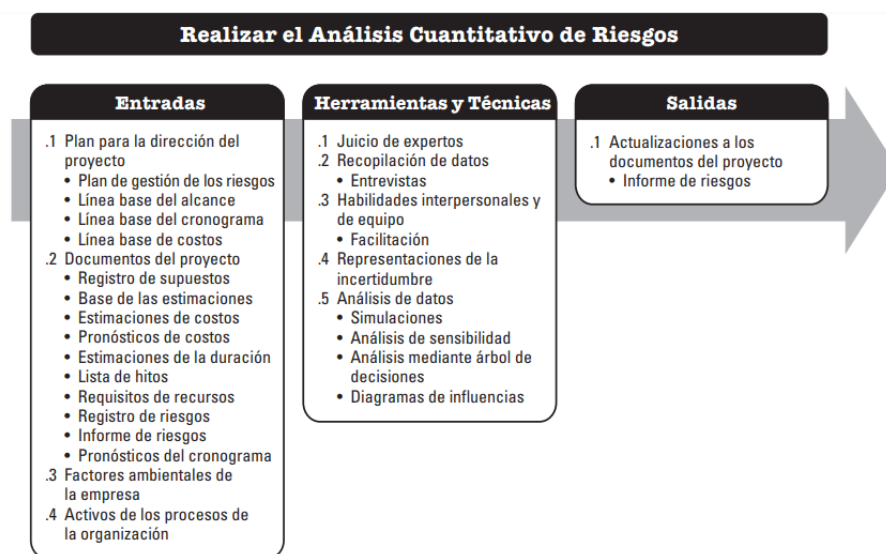 Realizar el Análisis Cuantitativo de Riesgos
Entradas
.1 Plan para la dirección del
proyecto
• Plan de gestión de los riesgos
• Línea base del alcance
• Línea base del cronograma
• Línea base de costos
.2 Documentos del proyecto
• Registro de supuestos
• Base de las estimaciones
• Estimaciones de costos
• Pronósticos de costos
• Estimaciones de la duración
• Lista de hitos
• Requisitos de recursos
• Registro de riesgos
• Informe de riesgos
• Pronósticos del cronograma
.3 Factores ambientales de
la empresa
.4 Activos de los procesos de
la organización
Herramientas y Técnicas
.1 Juicio de expertos
.2 Recopilación de datos
• Entrevistas
.3 Habilidades interpersonales y
de equipo
• Facilitación
.4 Representaciones de la
incertidumbre
.5 Análisis de datos
• Simulaciones
• Análisis de sensibilidad
• Análisis mediante árbol de
decisiones
• Diagramas de influencias
Salidas
.1 Actualizaciones a los
documentos del proyecto
• Informe de riesgos